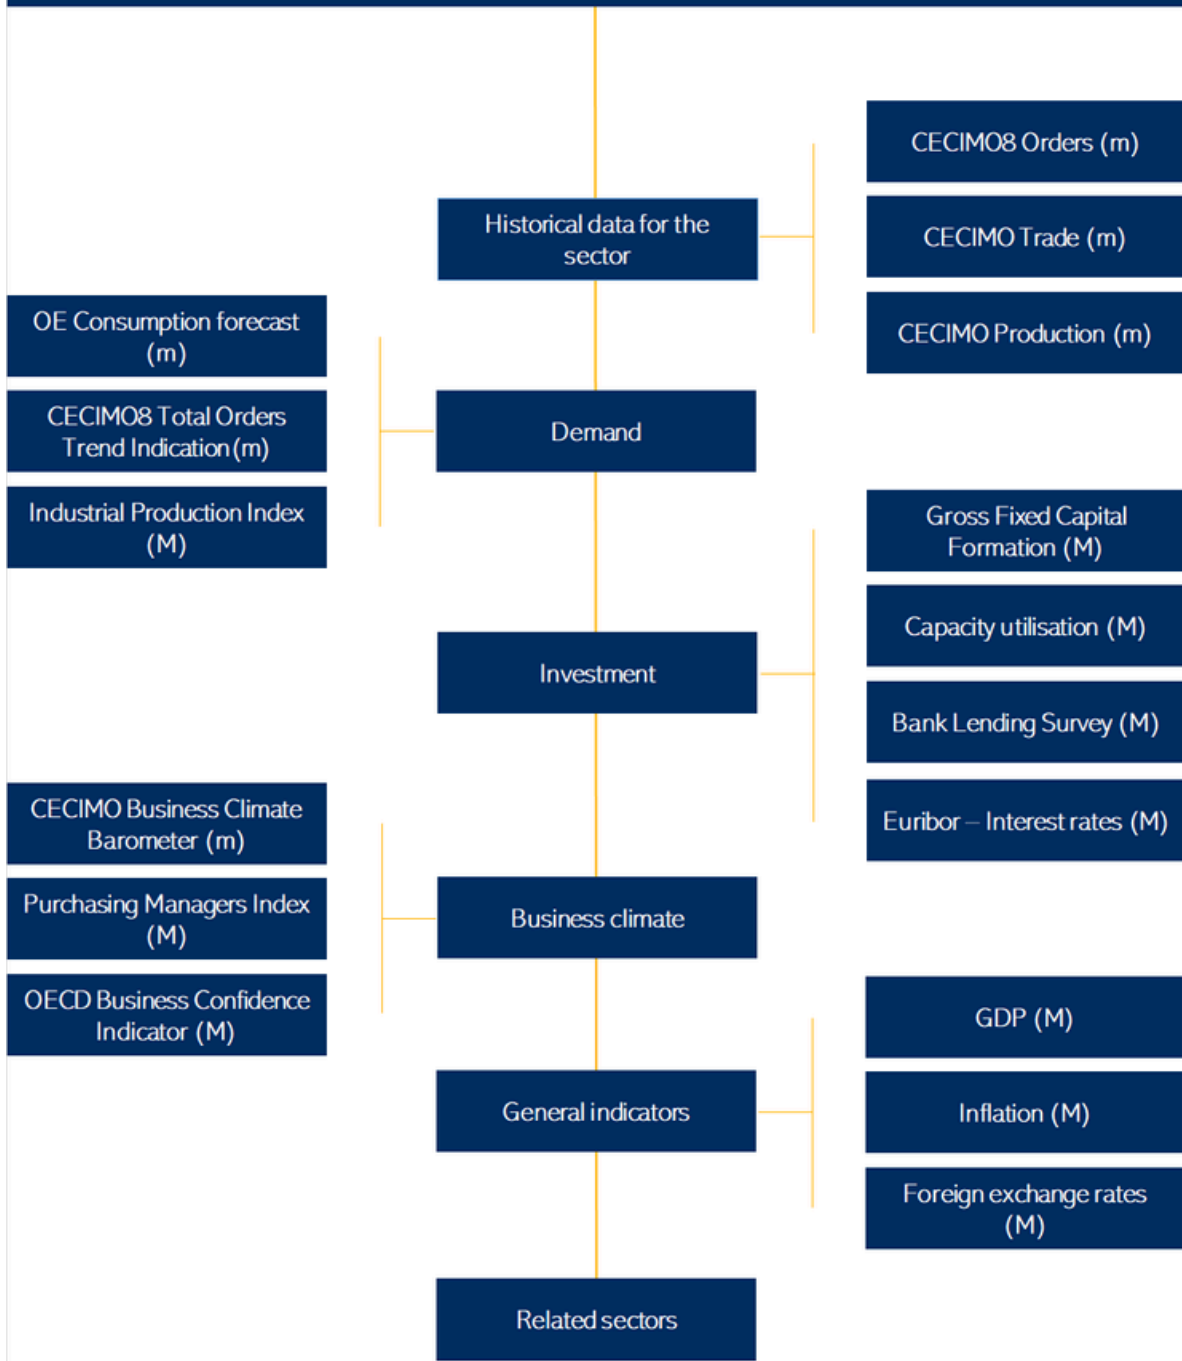 CECIMO8 Orders (m)
Historical data for the
sector
CECIMO Trade (m)
CECIMO Production (m)
OE Consumption forecast
(m)
CECIMO8 Total Orders
Trend Indication (m)
Industrial Production Index
(M)
Demand
Gross Fixed Capital
Formation (M)
Capacity utilisation (M)
Investment
Bank Lending Survey (M)
Euribor – Interest rates (M)
CECIMO Business Climate
Barometer (m)
Purchasing Managers Index
(M)
OECD Business Confidence
Indicator (M)
Business climate
GDP (M)
General indicators
Inflation (M)
Foreign exchange rates
(M)
Related sectors